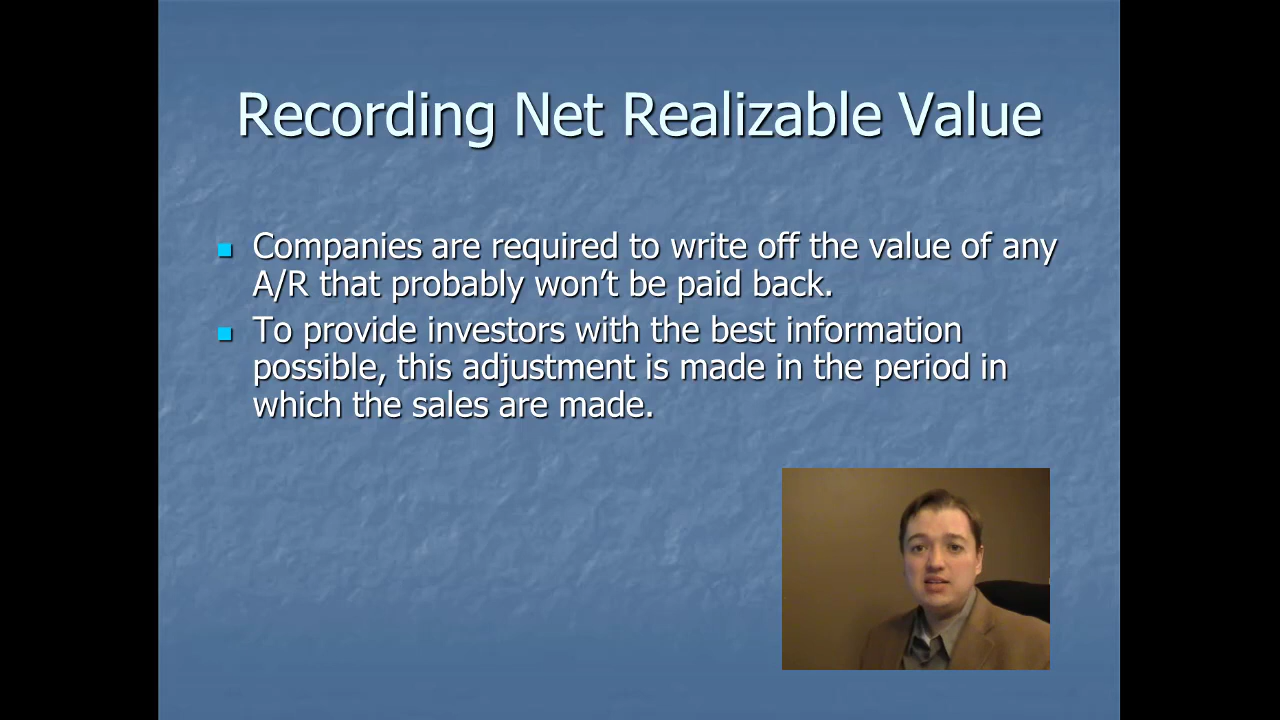 Recording Net Realizable Value
Companies are required to write off the value of any
A/R that probably won’t be paid back.
To provide investors with the best information
possible, this adjustment is made in the period in
which the sales are made.